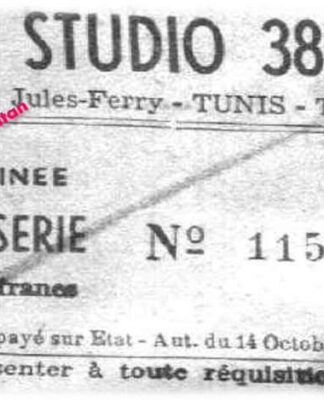 STUDIO 38
Jules-Ferry - TUNIS - T
INEE
SERIE Nº 115
francs
payé sur Etat - Aut. du 14 Octob
senter à toute réquisitio